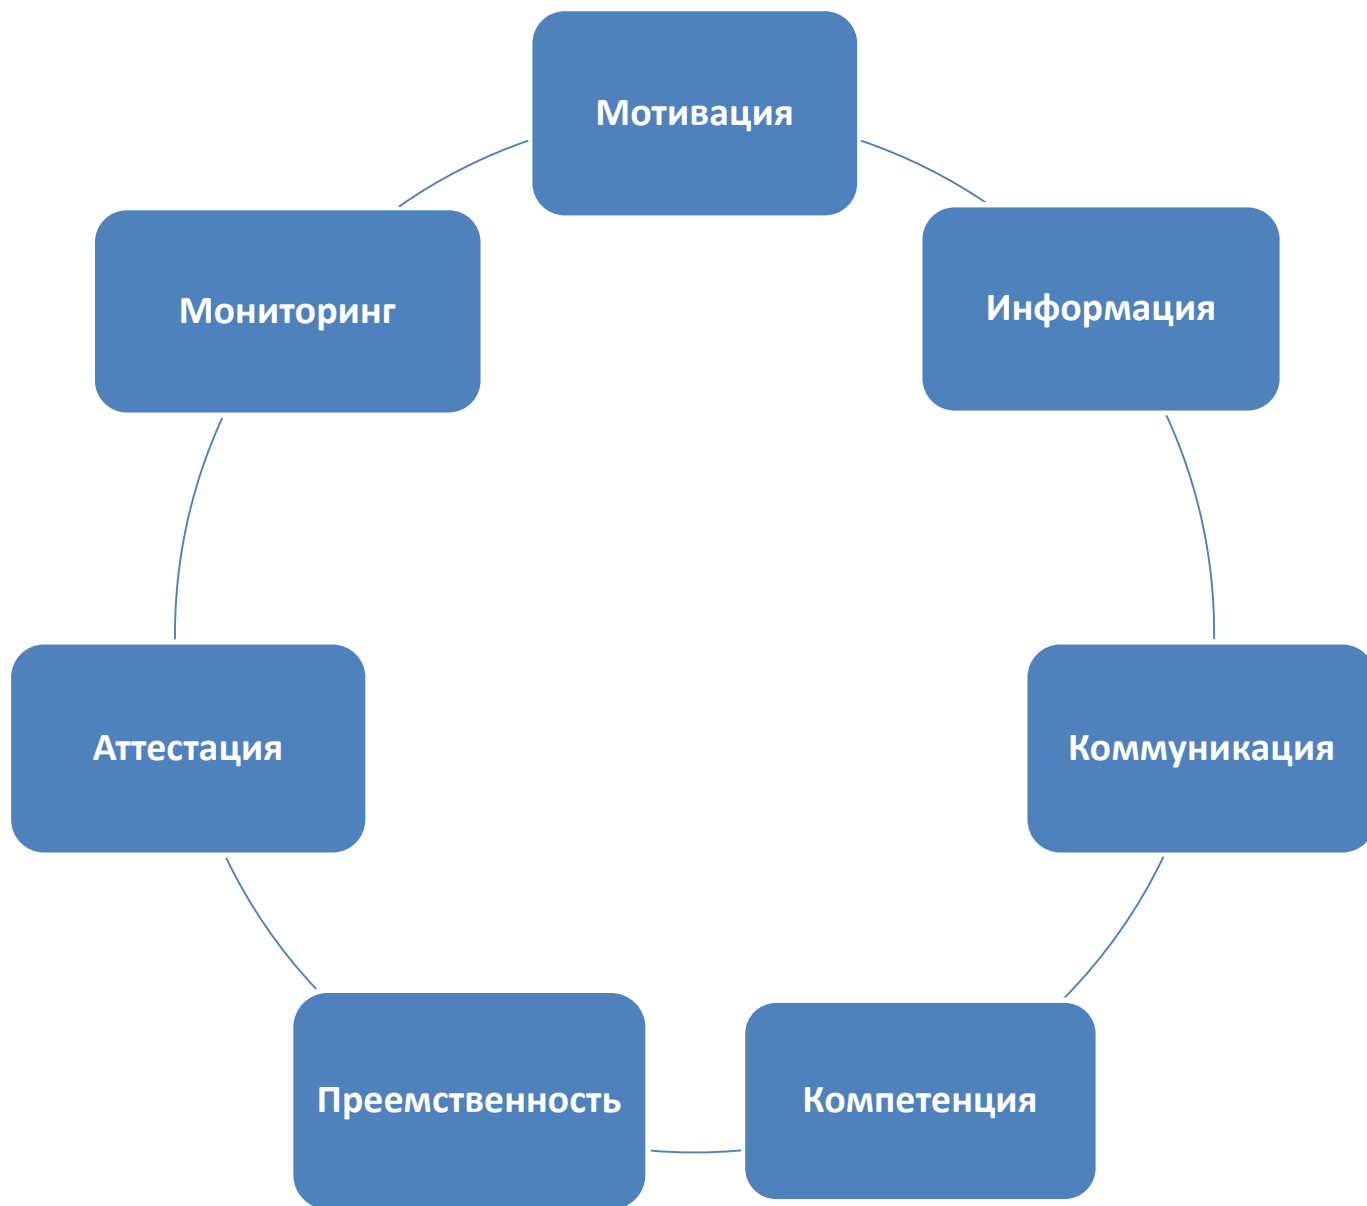 Мотивация
Информация
Коммуникация
Компетенция
Преемственность
Аттестация
Мониторинг